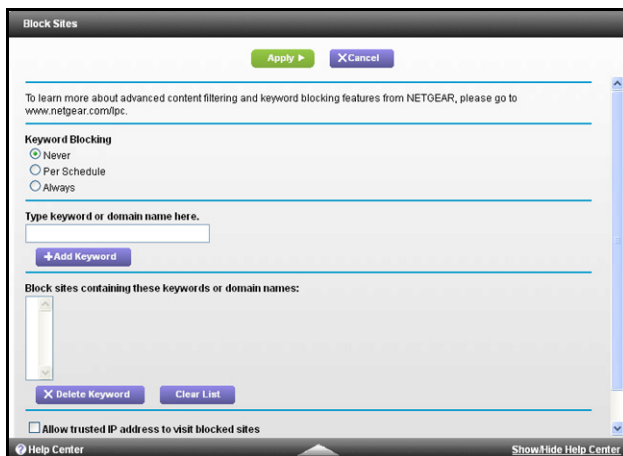 Block Sites
Apply ▶
X Cancel
To learn more about advanced content filtering and keyword blocking features from NETGEAR, please go to
www.netgear.com/lpc.
Keyword Blocking
Never
Per Schedule
Always
Type keyword or domain name here.
+Add Keyword
Block sites containing these keywords or domain names:
X Delete Keyword
Clear List
Allow trusted IP address to visit blocked sites
Help Center
Show/Hide Help Center